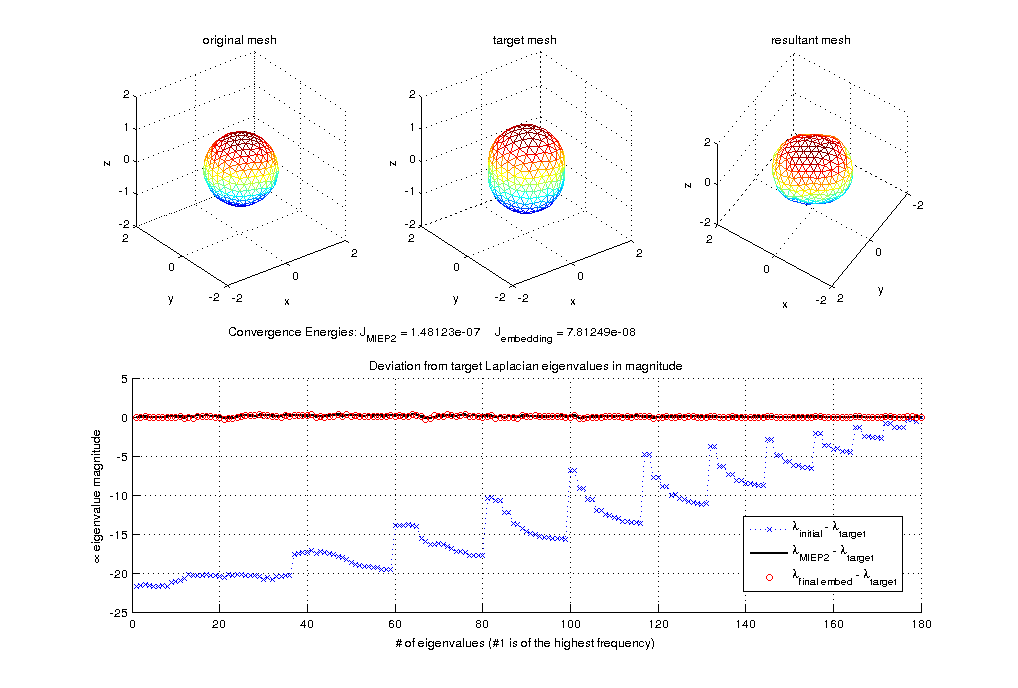 original mesh
target mesh
resultant mesh
2
1
0
-1
-2
z
2
0
-2
y
-2
0
2
x
2
1
0
-1
-2
z
2
0
-2
y
-2
0
2
x
2
0
-2
z
2
0
-2
x
2
0
-2
y
Convergence Energies: J_MIEP2 = 1.48123e-07 J_embedding = 7.81249e-08
Deviation from target Laplacian eigenvalues in magnitude
∝ eigenvalue magnitude
5
0
-5
-10
-15
-20
-25
0 20 40 60 80 100 120 140 160 180
# of eigenvalues (#1 is of the highest frequency)
λ_initial - λ_target
λ_MIEP2 - λ_target
λ_final embed - λ_target